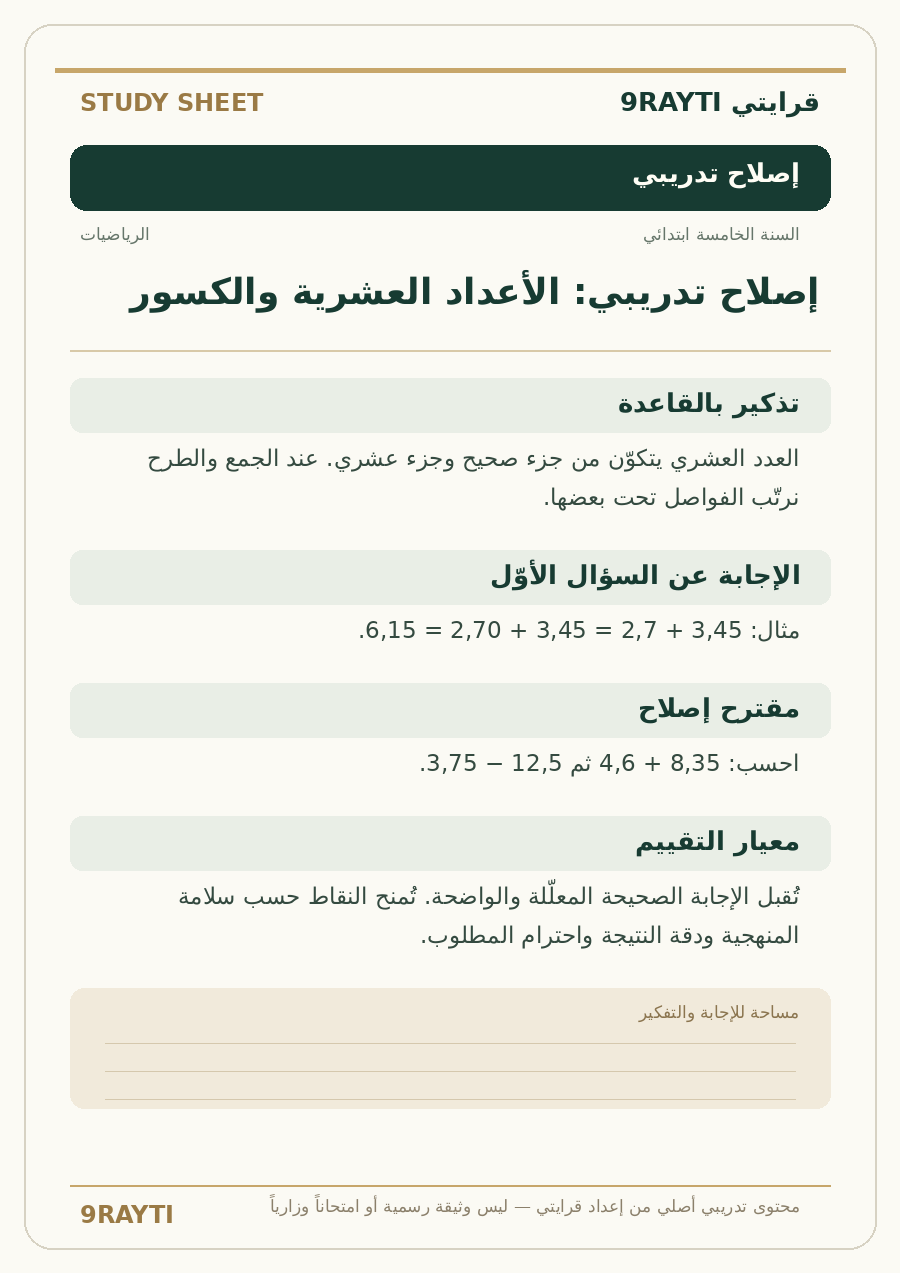 قرايتي 9RAYTI
STUDY SHEET
إصلاح تدريبي
السنة الخامسة ابتدائي
الرياضيات
إصلاح تدريبي: الأعداد العشرية والكسور
تذكير بالقاعدة
العدد العشري يتكوّن من جزء صحيح وجزء عشري. عند الجمع والطرح
نرتّب الفواصل تحت بعضها.
الإجابة عن السؤال الأوّل
مثال: 3,45 + 2,7 = 3,45 + 2,70 = 6,15.
مقترح إصلاح
احسب: 8,35 + 4,6 ثم 12,5 − 3,75.
معيار التقييم
تُقبل الإجابة الصحيحة المعلّلة والواضحة. تُمنح النقاط حسب سلامة
المنهجية ودقة النتيجة واحترام المطلوب.
مساحة للإجابة والتفكير
محتوى تدريبي أصلي من إعداد قرايتي — ليس وثيقة رسمية أو امتحاناً وزارياً
9RAYTI